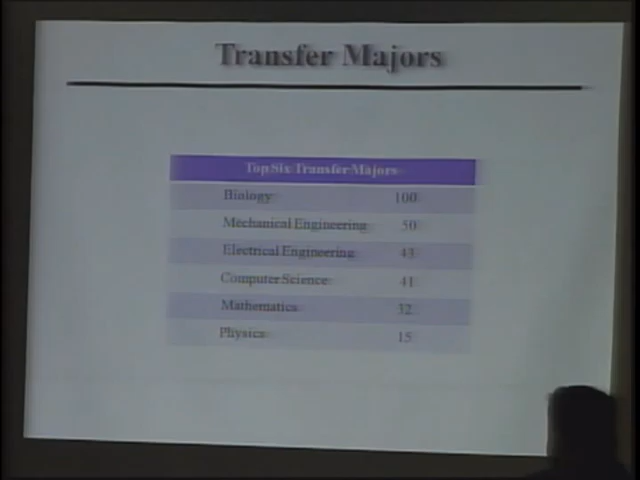 Transfer Majors
Top Six Transfer Majors
Biology 100
Mechanical Engineering 50
Electrical Engineering 43
Computer Science 41
Mathematics 32
Physics 15